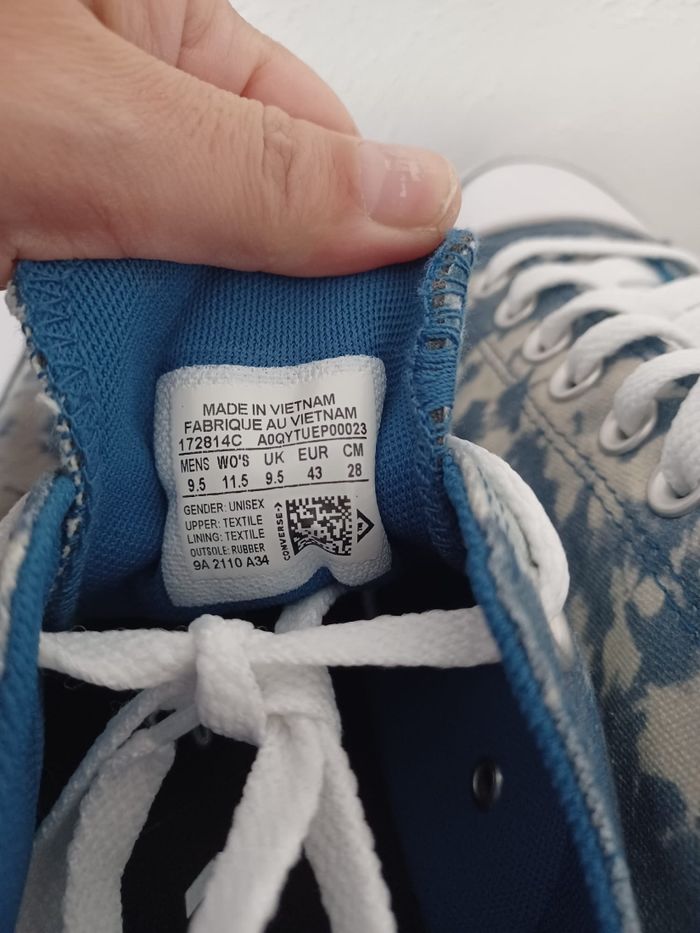 MADE IN VIETNAM
FABRIQUE AU VIETNAM
172814C A0QYTUEP00023
MENS WO'S UK EUR CM
9.5 11.5 9.5 43 28
GENDER: UNISEX
UPPER: TEXTILE
LINING: TEXTILE
OUTSOLE: RUBBER
9A 2110 A34
CONVERSE